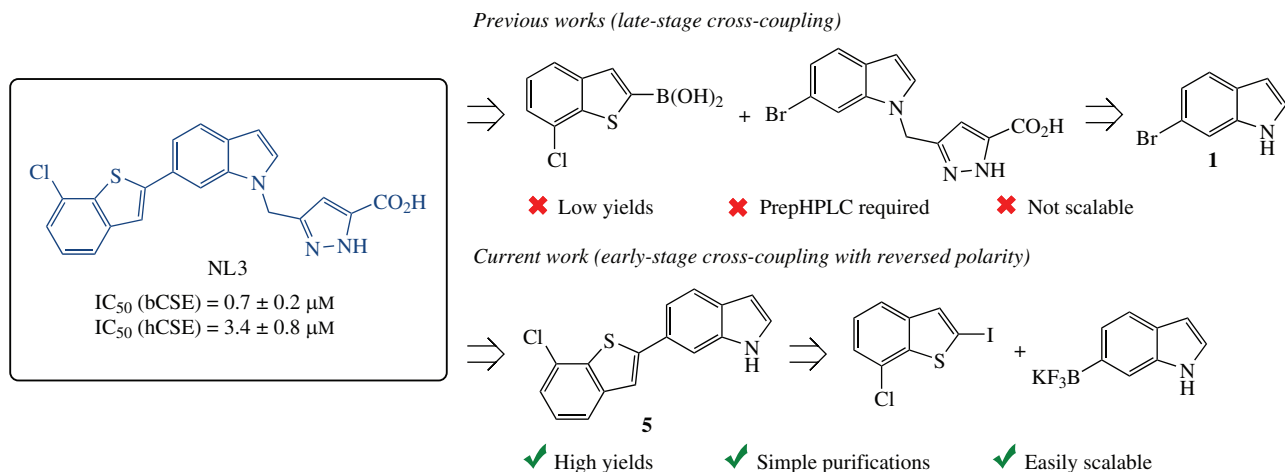 Previous works (late-stage cross-coupling)
B(OH)2
S
Cl
+
Br
N
N
NH
CO2H
Br
N
H
1
Low yields
PrepHPLC required
Not scalable
Cl
S
N
N
NH
CO2H
NL3
IC50 (bCSE) = 0.7 ± 0.2 μM
IC50 (hCSE) = 3.4 ± 0.8 μM
Current work (early-stage cross-coupling with reversed polarity)
Cl
S
N
H
5
I
S
Cl
+
KF3B
N
H
High yields
Simple purifications
Easily scalable